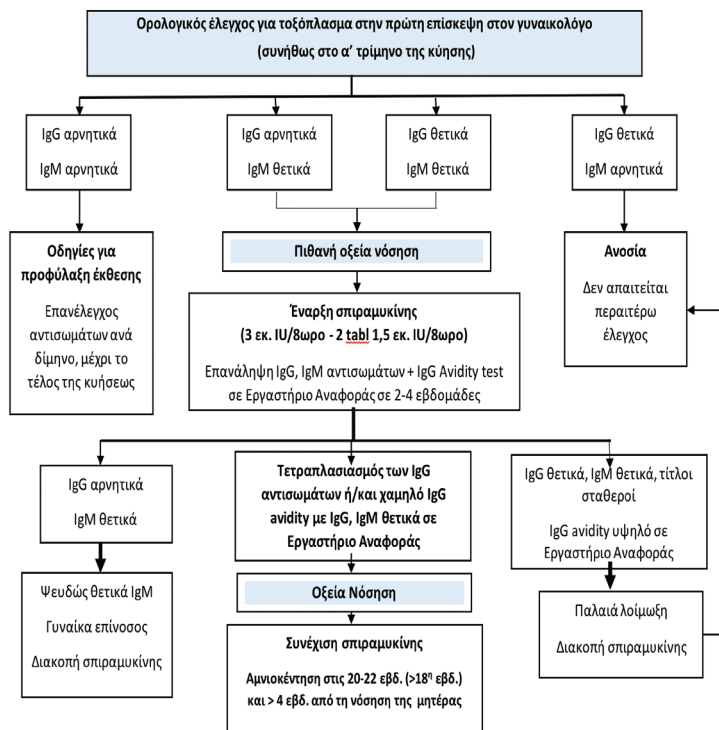 Ορολογικός έλεγχος για τοξόπλασμα στην πρώτη επίσκεψη στον γυναικολόγο
(συνήθως στο α’ τρίμηνο της κύησης)
IgG αρνητικά
IgM αρνητικά
IgG αρνητικά
IgM θετικά
IgG θετικά
IgM θετικά
IgG θετικά
IgM αρνητικά
Οδηγίες για
προφύλαξη έκθεσης
Επανέλεγχος
αντισωμάτων ανά
δίμηνο, μέχρι το
τέλος της κυήσεως
Πιθανή οξεία νόσηση
Ανοσία
Δεν απαιτείται
περαιτέρω
έλεγχος
Έναρξη σπιραμυκίνης
(3 εκ. IU/8ωρο - 2 tabl 1,5 εκ. IU/8ωρο)
Επανάληψη IgG, IgM αντισωμάτων + IgG Avidity test
σε Εργαστήριο Αναφοράς σε 2-4 εβδομάδες
IgG αρνητικά
IgM θετικά
Τετραπλασιασμός των IgG
αντισωμάτων ή/και χαμηλό IgG
avidity με IgG, IgM θετικά σε
Εργαστήριο Αναφοράς
IgG θετικά, IgM θετικά, τίτλοι
σταθεροί
IgG avidity υψηλό σε
Εργαστήριο Αναφοράς
Ψευδώς θετικά IgM
Γυναίκα επίνοσος
Διακοπή σπιραμυκίνης
Οξεία Νόσηση
Συνέχιση σπιραμυκίνης
Αμνιοκέντηση στις 20-22 εβδ. (>18η εβδ.)
και > 4 εβδ. από τη νόσηση της μητέρας
Παλαιά λοίμωξη
Διακοπή σπιραμυκίνης